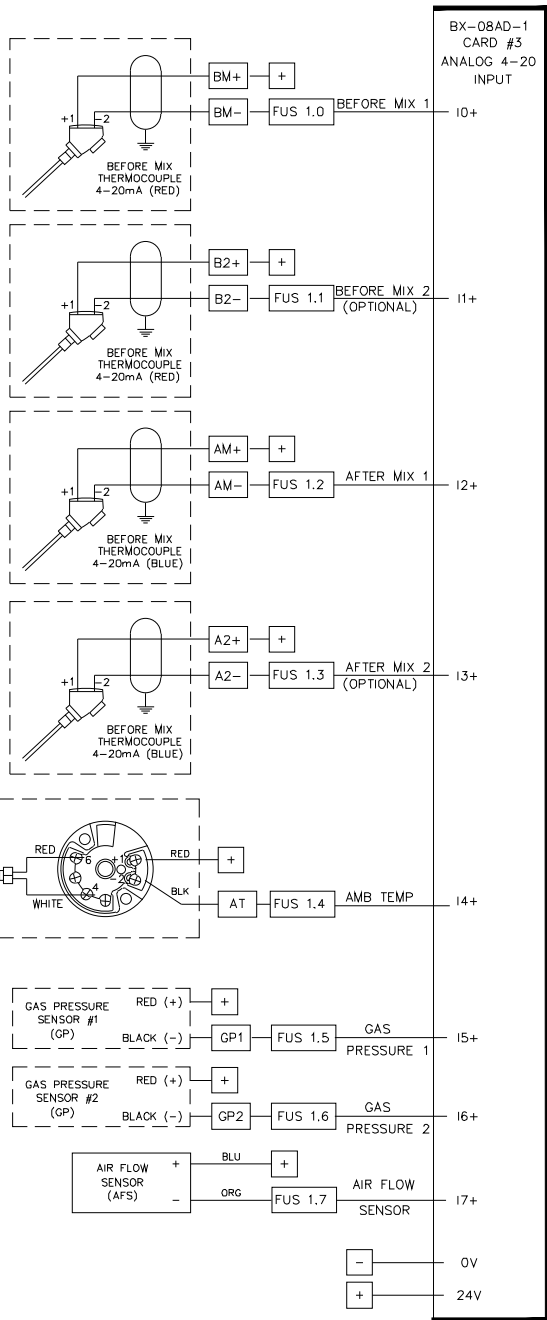 BX-08AD-1
CARD #3
ANALOG 4-20
INPUT
BM+ +
BM- FUS 1.0 BEFORE MIX 1 I0+
+1 -2
BEFORE MIX
THERMOCOUPLE
4-20mA (RED)
B2+ +
B2- FUS 1.1 BEFORE MIX 2
(OPTIONAL) I1+
+1 -2
BEFORE MIX
THERMOCOUPLE
4-20mA (RED)
AM+ +
AM- FUS 1.2 AFTER MIX 1 I2+
+1 -2
BEFORE MIX
THERMOCOUPLE
4-20mA (BLUE)
A2+ +
A2- FUS 1.3 AFTER MIX 2
(OPTIONAL) I3+
+1 -2
BEFORE MIX
THERMOCOUPLE
4-20mA (BLUE)
RED 6 +1 RED +
-2 BLK
WHITE 4 AT FUS 1.4 AMB TEMP I4+
GAS PRESSURE
SENSOR #1
(GP)
RED (+) +
BLACK (-) GP1 FUS 1.5 GAS
PRESSURE 1 I5+
GAS PRESSURE
SENSOR #2
(GP)
RED (+) +
BLACK (-) GP2 FUS 1.6 GAS
PRESSURE 2 I6+
AIR FLOW
SENSOR
(AFS)
+ BLU +
- ORG FUS 1.7 AIR FLOW
SENSOR I7+
- 0V
+ 24V